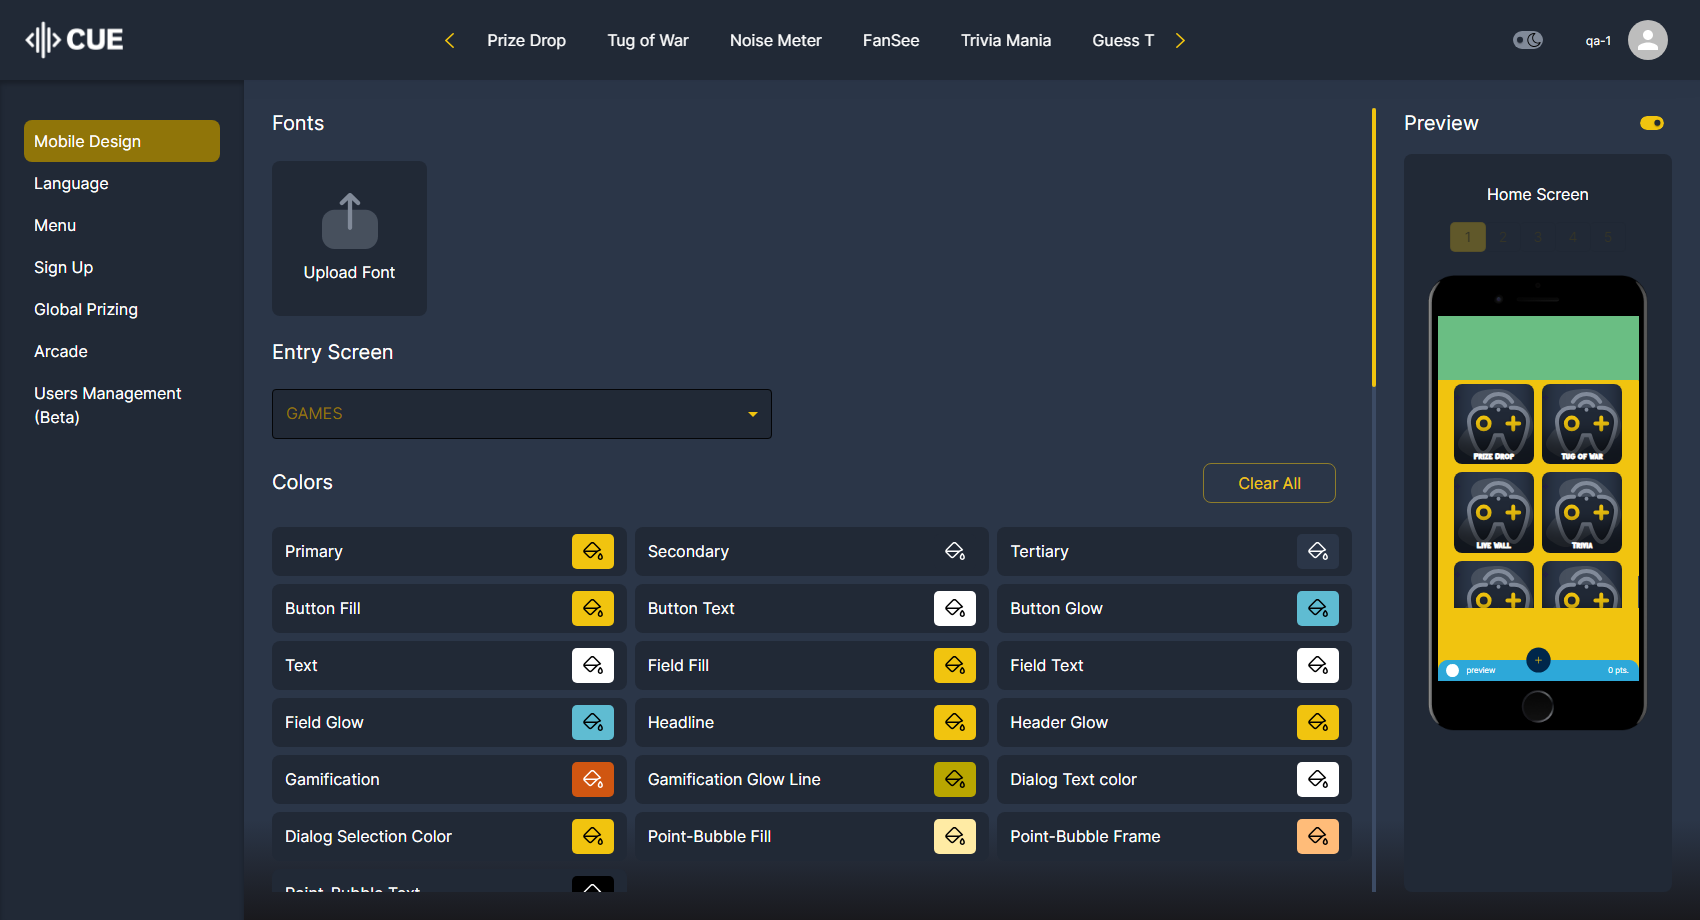 CUE
Prize Drop
Tug of War
Noise Meter
FanSee
Trivia Mania
Guess T
qa-1
Mobile Design
Language
Menu
Sign Up
Global Prizing
Arcade
Users Management
(Beta)
Fonts
Upload Font
Entry Screen
GAMES
Colors
Clear All
Primary
Secondary
Tertiary
Button Fill
Button Text
Button Glow
Text
Field Fill
Field Text
Field Glow
Headline
Header Glow
Gamification
Gamification Glow Line
Dialog Text color
Dialog Selection Color
Point-Bubble Fill
Point-Bubble Frame
Point-Bubble Text
Preview
Home Screen
1 2 3 4 5
PRIZE DROP
TUG OF WAR
LIVE WALL
TRIVIA
preview
0 pts.